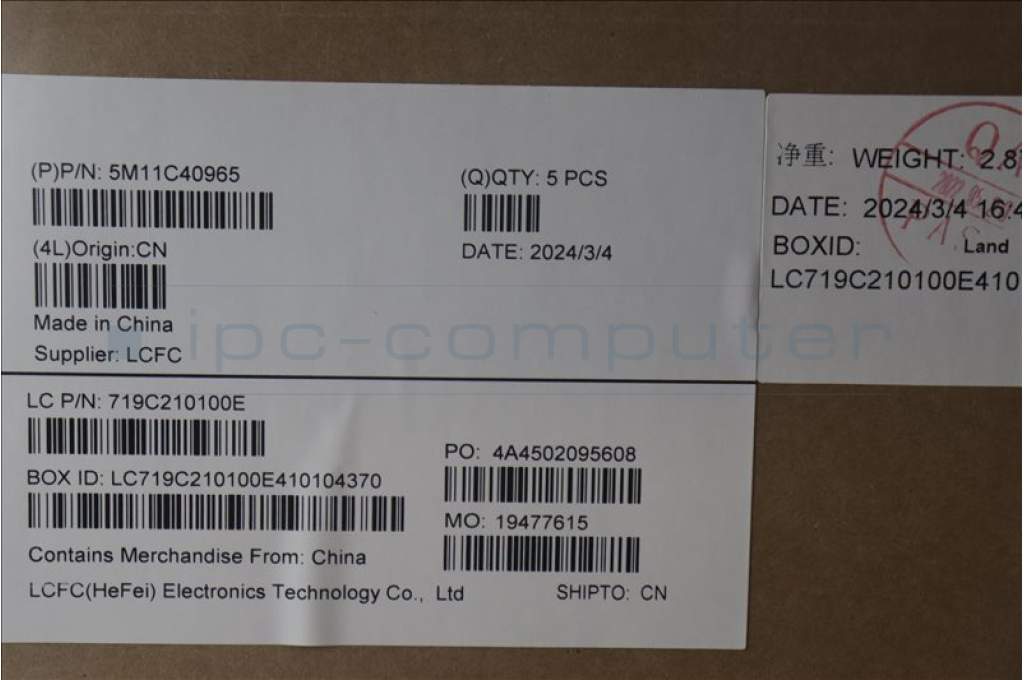 (P)P/N: 5M11C40965
(Q)QTY: 5 PCS
(4L)Origin:CN
DATE: 2024/3/4
Made in China
Supplier: LCFC
LC P/N: 719C210100E
BOX ID: LC719C210100E410104370
PO: 4A4502095608
MO: 19477615
Contains Merchandise From: China
LCFC(HeFei) Electronics Technology Co., Ltd
SHIPTO: CN
净重: WEIGHT: 2.8
DATE: 2024/3/4 16:4
BOXID: Land
LC719C210100E410
ipc-computer